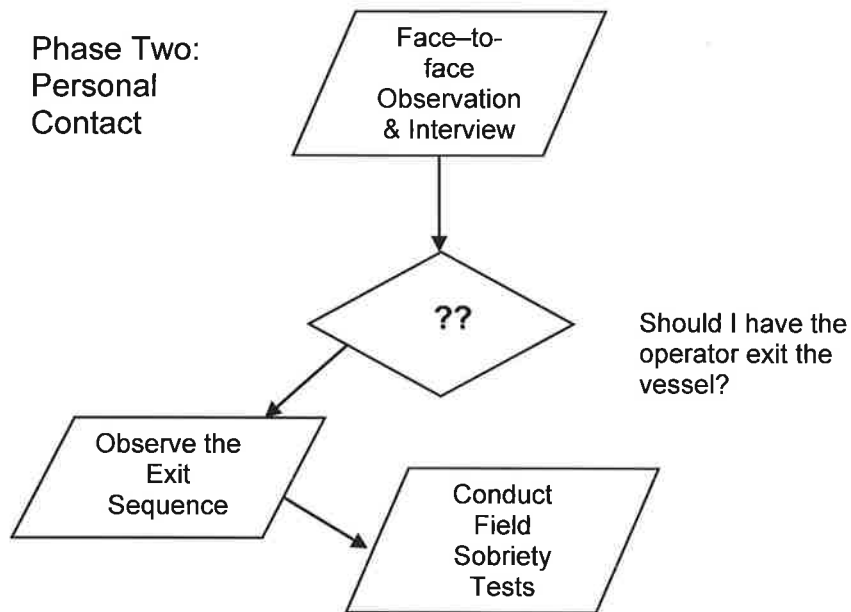 Phase Two:
Personal
Contact
Face–to-
face
Observation
& Interview
??
Should I have the
operator exit the
vessel?
Observe the
Exit
Sequence
Conduct
Field
Sobriety
Tests